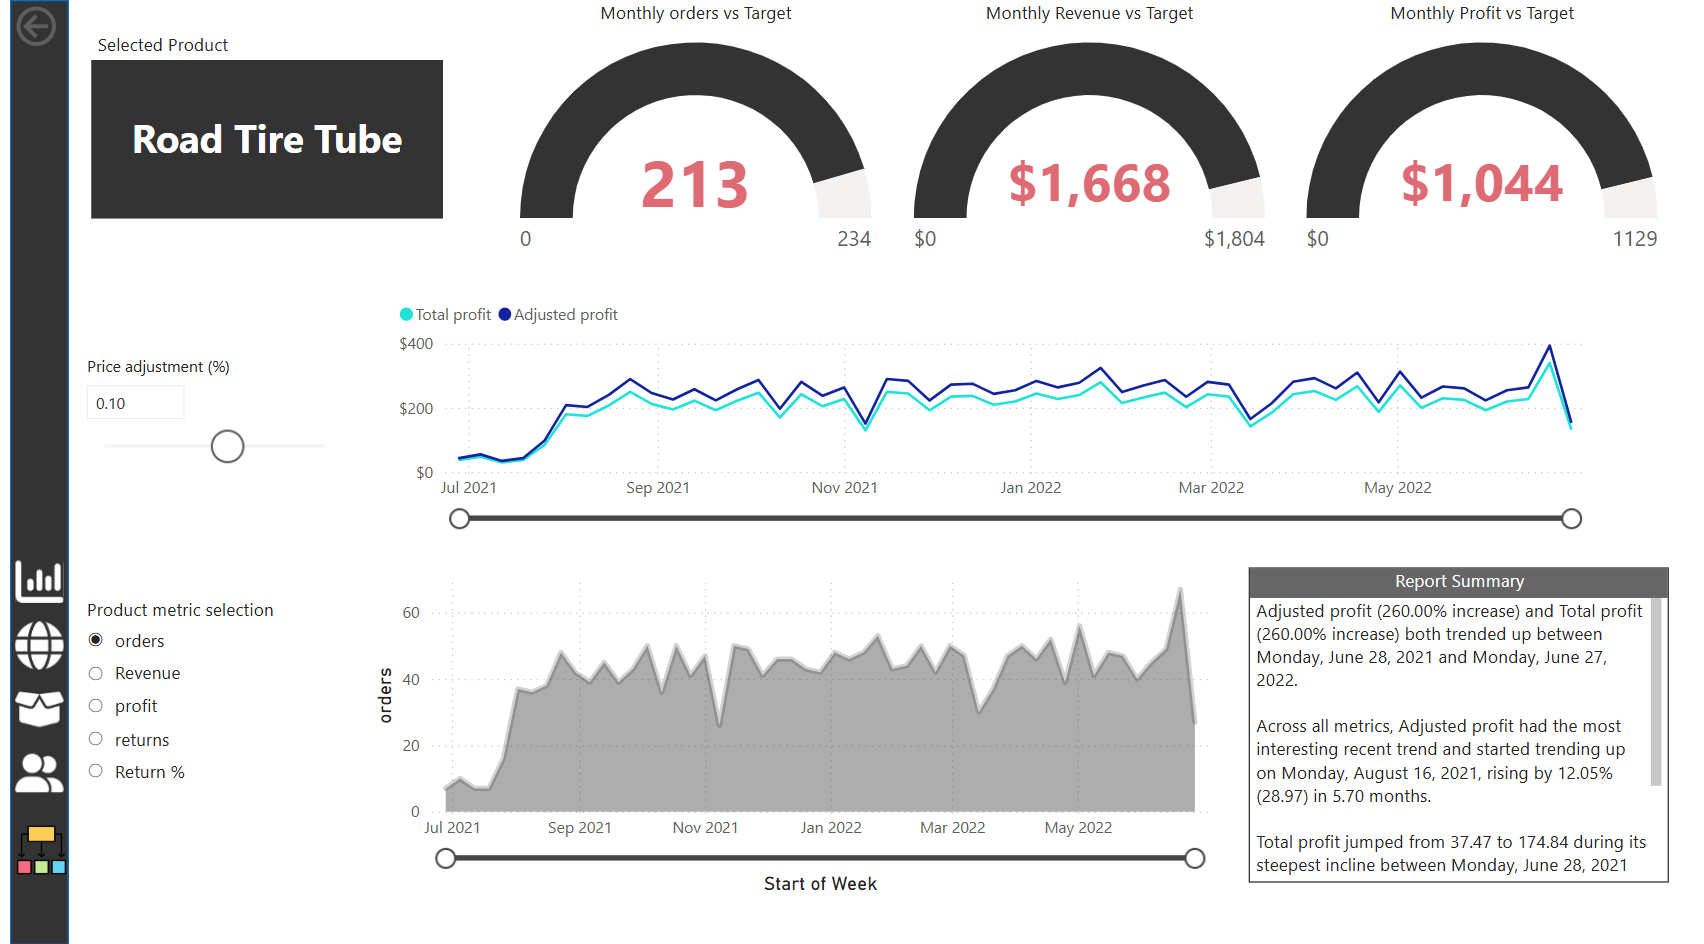 Selected Product
Road Tire Tube
Monthly orders vs Target
213
0
234
Monthly Revenue vs Target
$1,668
$0
$1,804
Monthly Profit vs Target
$1,044
$0
1129
Price adjustment (%)
0.10
Total profit
Adjusted profit
$400
$200
$0
Jul 2021
Sep 2021
Nov 2021
Jan 2022
Mar 2022
May 2022
Product metric selection
orders
Revenue
profit
returns
Return %
orders
60
40
20
0
Jul 2021
Sep 2021
Nov 2021
Jan 2022
Mar 2022
May 2022
Start of Week
Report Summary
Adjusted profit (260.00% increase) and Total profit
(260.00% increase) both trended up between
Monday, June 28, 2021 and Monday, June 27,
2022.
Across all metrics, Adjusted profit had the most
interesting recent trend and started trending up
on Monday, August 16, 2021, rising by 12.05%
(28.97) in 5.70 months.
Total profit jumped from 37.47 to 174.84 during its
steepest incline between Monday, June 28, 2021